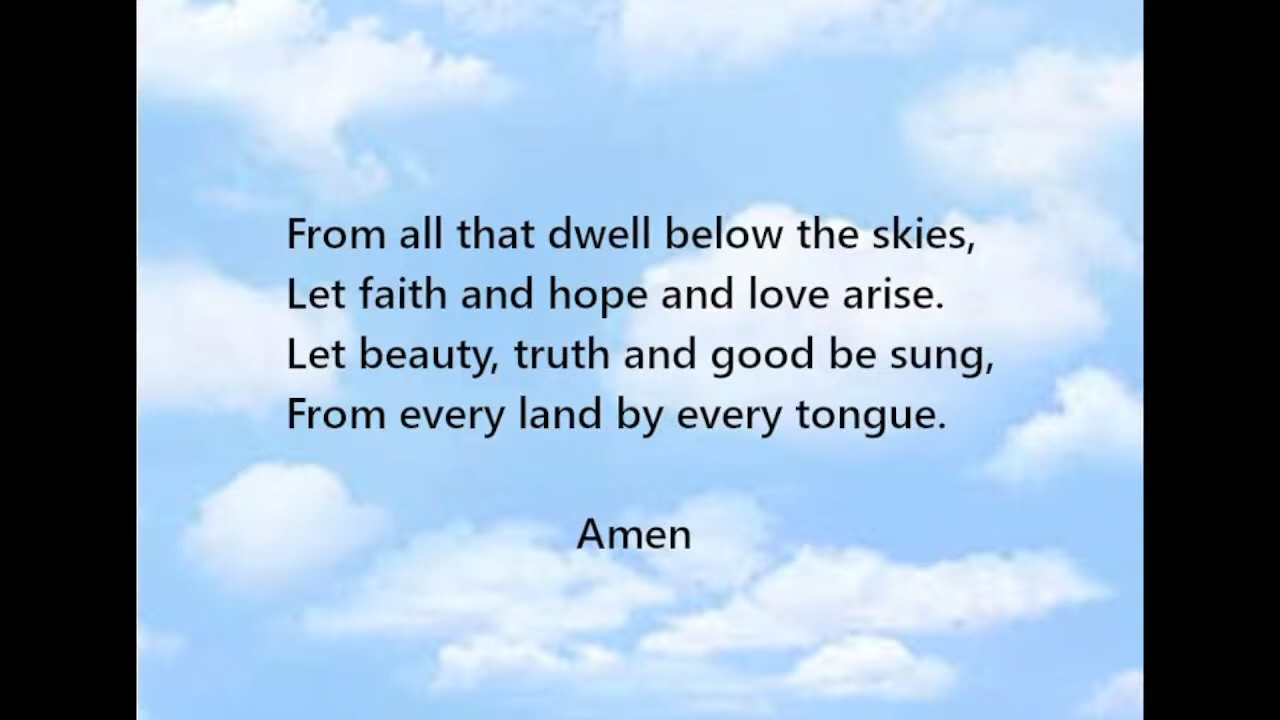 From all that dwell below the skies,
Let faith and hope and love arise.
Let beauty, truth and good be sung,
From every land by every tongue.
Amen